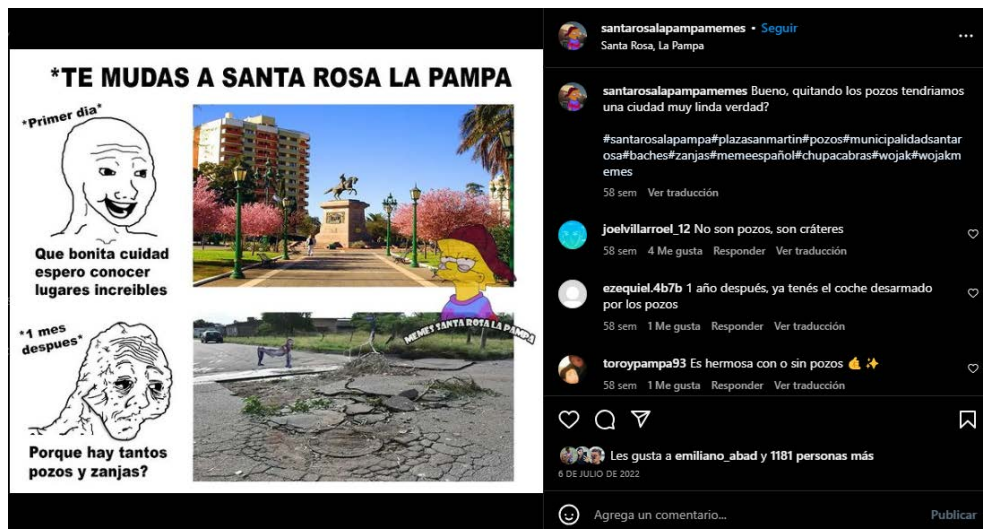 *TE MUDAS A SANTA ROSA LA PAMPA
*Primer dia*
Que bonita cuidad
espero conocer
lugares increibles
*1 mes
despues*
Porque hay tantos
pozos y zanjas?
MEMES SANTA ROSA LA PAMPA
santarosalapampamemes • Seguir
Santa Rosa, La Pampa
santarosalapampamemes Bueno, quitando los pozos tendriamos
una ciudad muy linda verdad?
#santarosalapampa#plazasanmartin#pozos#municipalidadsantar
osa#baches#zanjas#memeespañol#chupacabras#wojak#wojakm
emes
58 sem Ver traducción
joelvillarroel_12 No son pozos, son cráteres
58 sem 4 Me gusta Responder Ver traducción
ezequiel.4b7b 1 año después, ya tenés el coche desarmado
por los pozos
58 sem 1 Me gusta Responder Ver traducción
toroypampa93 Es hermosa con o sin pozos 🤙✨
58 sem 1 Me gusta Responder Ver traducción
Les gusta a emiliano_abad y 1181 personas más
6 DE JULIO DE 2022
Agrega un comentario...
Publicar